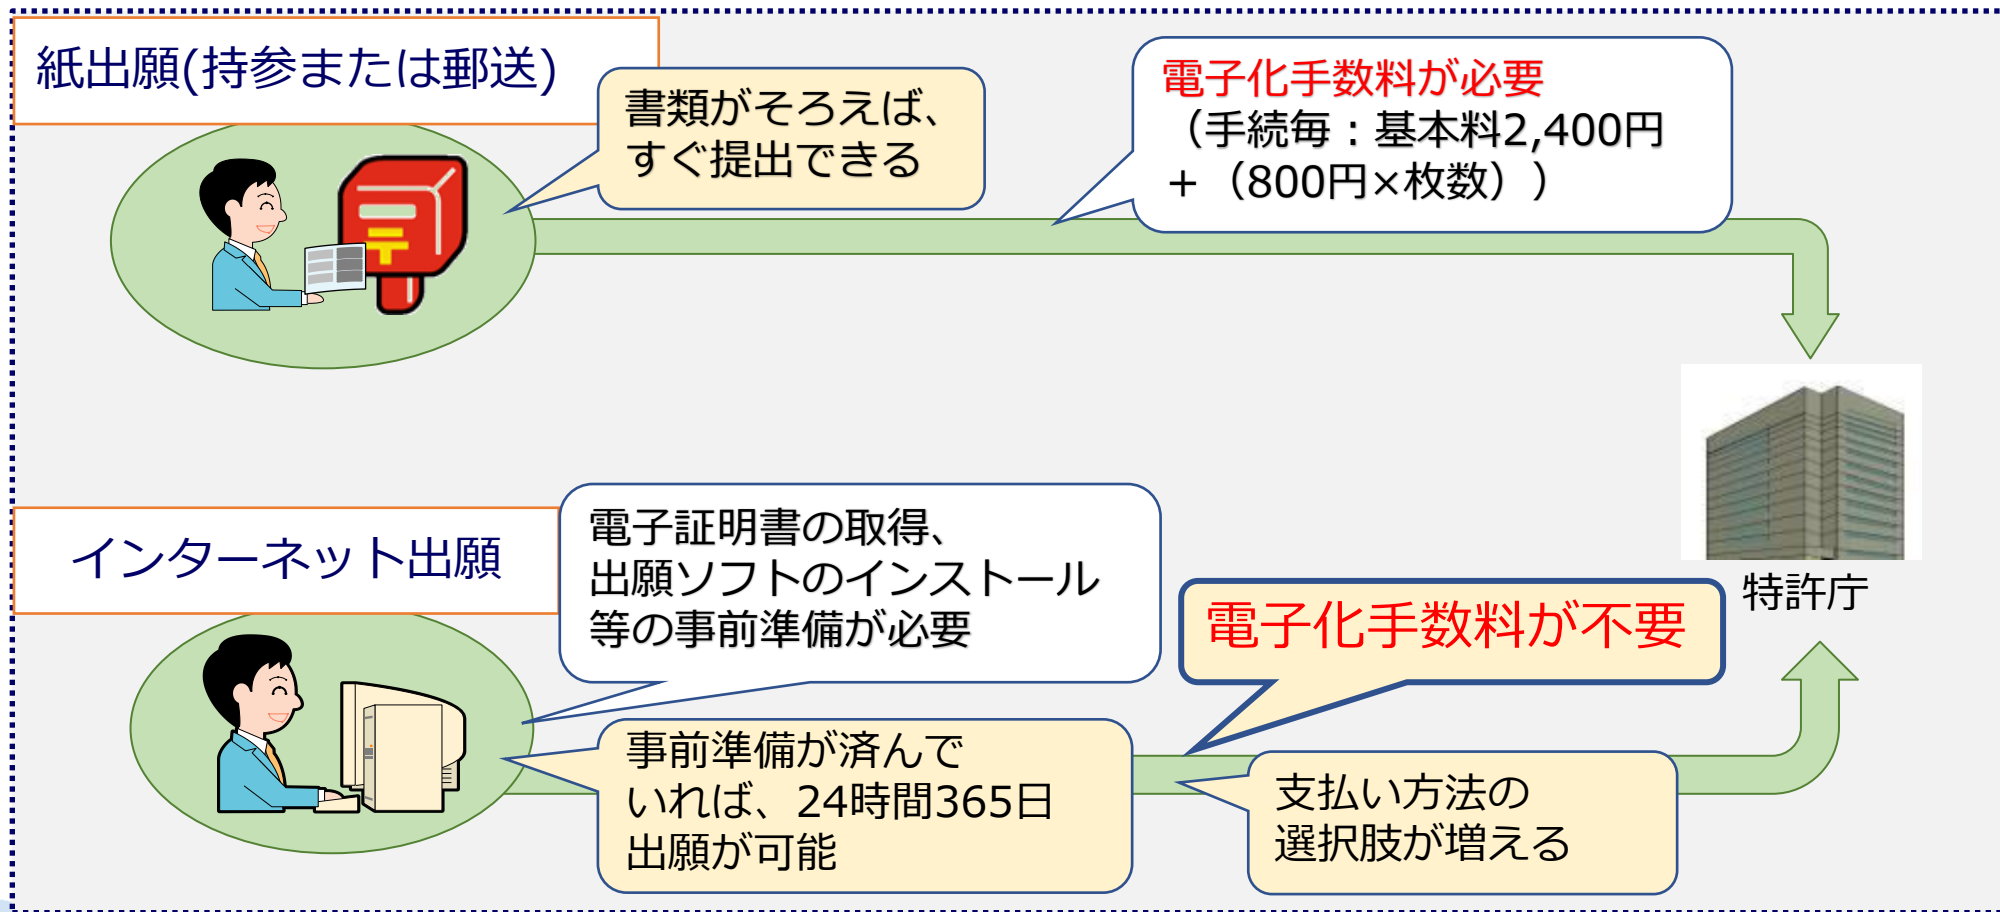 紙出願(持参または郵送)
書類がそろえば、
すぐ提出できる
電子化手数料が必要
（手続毎：基本料2,400円
+（800円×枚数））
特許庁
インターネット出願
電子証明書の取得、
出願ソフトのインストール
等の事前準備が必要
電子化手数料が不要
事前準備が済んで
いれば、24時間365日
出願が可能
支払い方法の
選択肢が増える